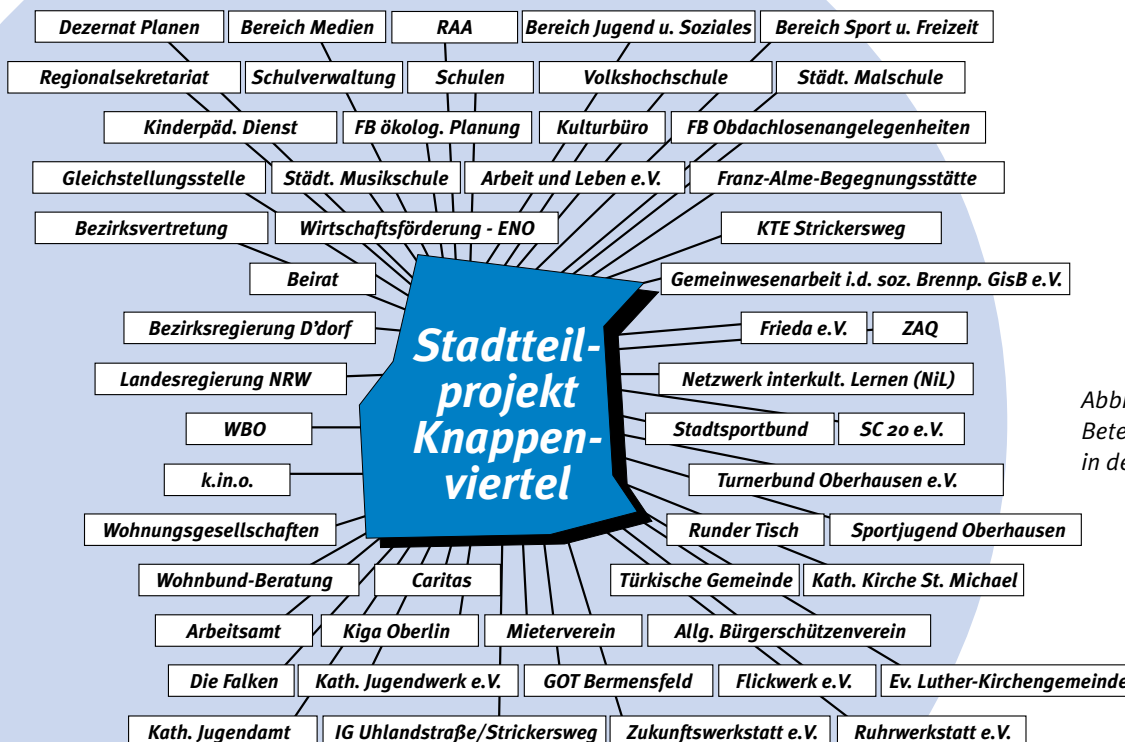 Dezernat Planen
Bereich Medien
RAA
Bereich Jugend u. Soziales
Bereich Sport u. Freizeit
Regionalsekretariat
Schulverwaltung
Schulen
Volkshochschule
Städt. Malschule
Kinderpäd. Dienst
FB ökolog. Planung
Kulturbüro
FB Obdachlosenangelegenheiten
Gleichstellungsstelle
Städt. Musikschule
Arbeit und Leben e.V.
Franz-Alme-Begegnungsstätte
Bezirksvertretung
Wirtschaftsförderung - ENO
KTE Strickersweg
Beirat
Gemeinwesenarbeit i.d. soz. Brennp. GisB e.V.
Bezirksregierung D’dorf
Frieda e.V.
ZAQ
Landesregierung NRW
Netzwerk interkult. Lernen (NiL)
Stadtteil-
projekt
Knappen-
viertel
WBO
Stadtsportbund
SC 20 e.V.
k.in.o.
Turnerbund Oberhausen e.V.
Wohnungsgesellschaften
Runder Tisch
Sportjugend Oberhausen
Wohnbund-Beratung
Caritas
Türkische Gemeinde
Kath. Kirche St. Michael
Arbeitsamt
Kiga Oberlin
Mieterverein
Allg. Bürgerschützenverein
Die Falken
Kath. Jugendwerk e.V.
GOT Bermensfeld
Flickwerk e.V.
Ev. Luther-Kirchengemeinde
Kath. Jugendamt
IG Uhlandstraße/Strickersweg
Zukunftswerkstatt e.V.
Ruhrwerkstatt e.V.
Abb
Bete
in de